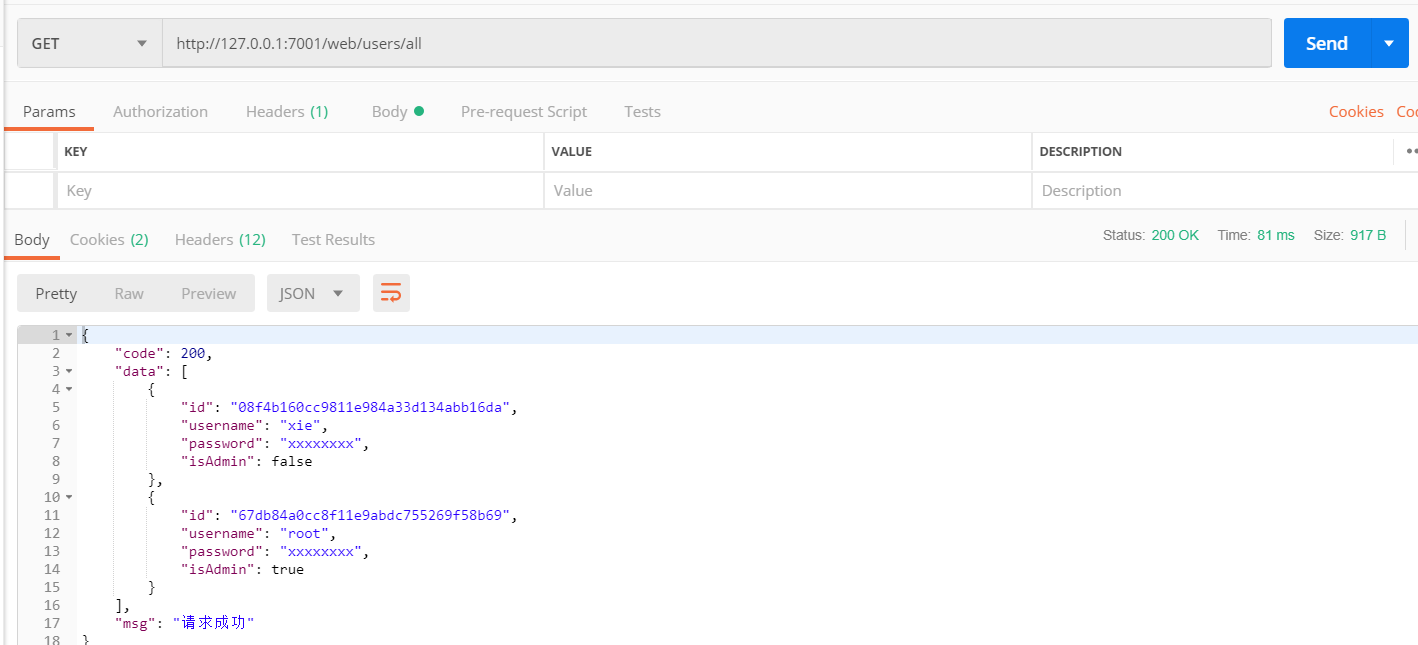 GET http://127.0.0.1:7001/web/users/all Send
Params Authorization Headers (1) Body Pre-request Script Tests Cookies
KEY VALUE DESCRIPTION
Key Value Description
Body Cookies (2) Headers (12) Test Results Status: 200 OK Time: 81 ms Size: 917 B
Pretty Raw Preview JSON
1 {
2 "code": 200,
3 "data": [
4 {
5 "id": "08f4b160cc9811e984a33d134abb16da",
6 "username": "xie",
7 "password": "xxxxxxxx",
8 "isAdmin": false
9 },
10 {
11 "id": "67db84a0cc8f11e9abdc755269f58b69",
12 "username": "root",
13 "password": "xxxxxxxx",
14 "isAdmin": true
15 }
16 ],
17 "msg": "请求成功"
18 }